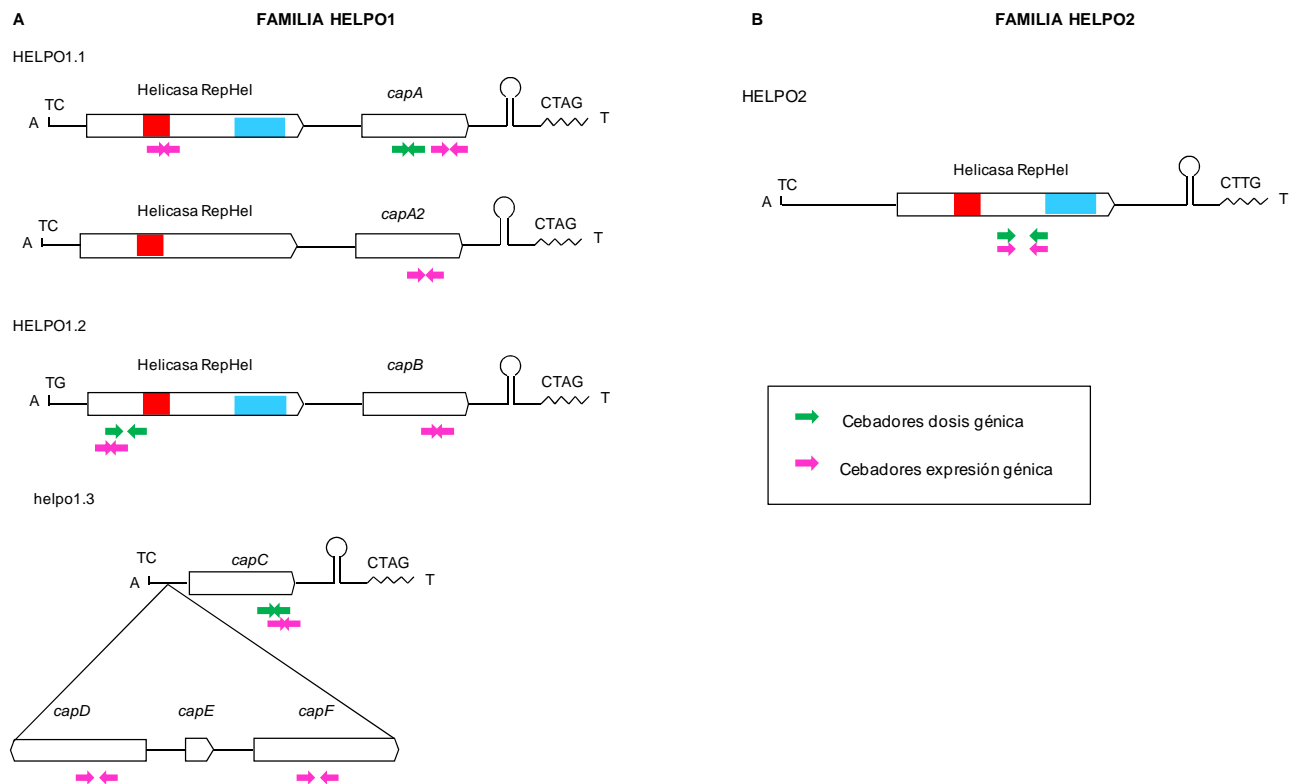 A FAMILIA HELPO1
HELPO1.1
Helicasa RepHel capA
A TC CTAG T
Helicasa RepHel capA2
A TC CTAG T
HELPO1.2
Helicasa RepHel capB
A TG CTAG T
helpo1.3
TC capC CTAG
A T
capD capE capF
B FAMILIA HELPO2
HELPO2
Helicasa RepHel
A TC CTTG T
Cebadores dosis génica
Cebadores expresión génica